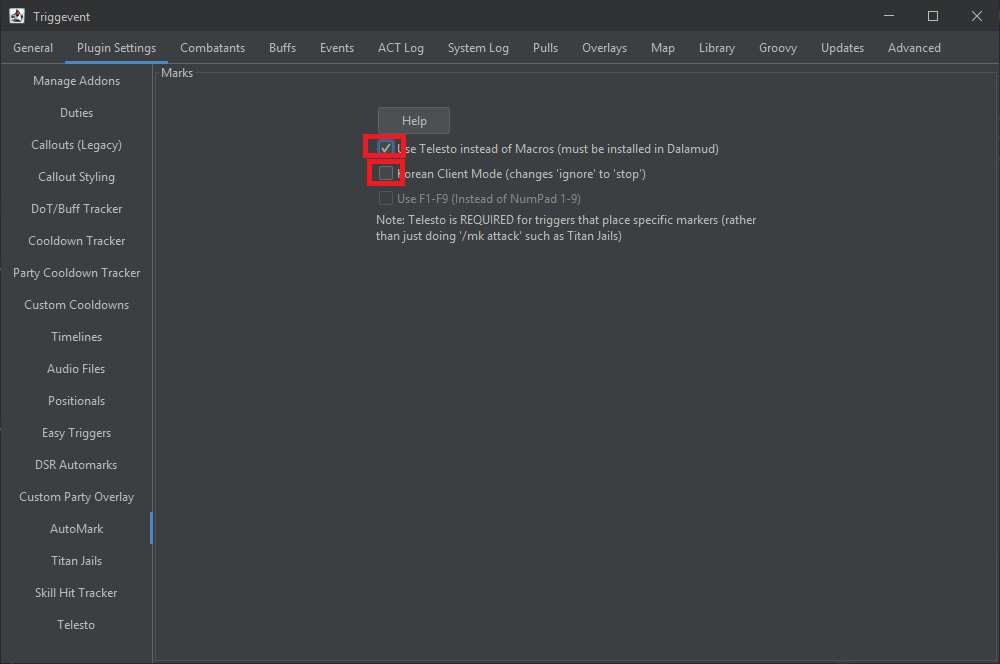 Triggevent
General Plugin Settings Combatants Buffs Events ACT Log System Log Pulls Overlays Map Library Groovy Updates Advanced
Manage Addons
Duties
Callouts (Legacy)
Callout Styling
DoT/Buff Tracker
Cooldown Tracker
Party Cooldown Tracker
Custom Cooldowns
Timelines
Audio Files
Positionals
Easy Triggers
DSR Automarks
Custom Party Overlay
AutoMark
Titan Jails
Skill Hit Tracker
Telesto
Marks
Help
Use Telesto instead of Macros (must be installed in Dalamud)
Korean Client Mode (changes 'ignore' to 'stop')
Use F1-F9 (Instead of NumPad 1-9)
Note: Telesto is REQUIRED for triggers that place specific markers (rather
than just doing '/mk attack' such as Titan Jails)